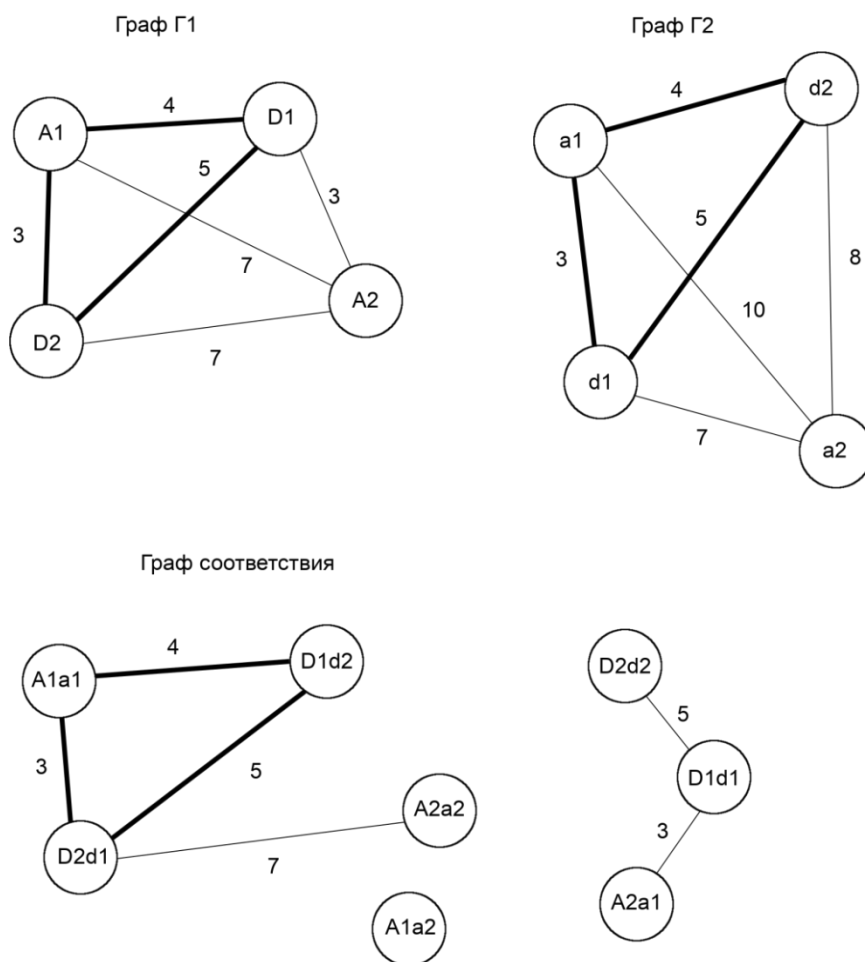 Граф Г1
A1
4
D1
5
3
3
7
A2
D2
7
Граф Г2
d2
4
a1
5
3
8
10
d1
7
a2
Граф соответствия
A1a1
4
D1d2
3
5
A2a2
D2d1
7
A1a2
D2d2
5
D1d1
3
A2a1